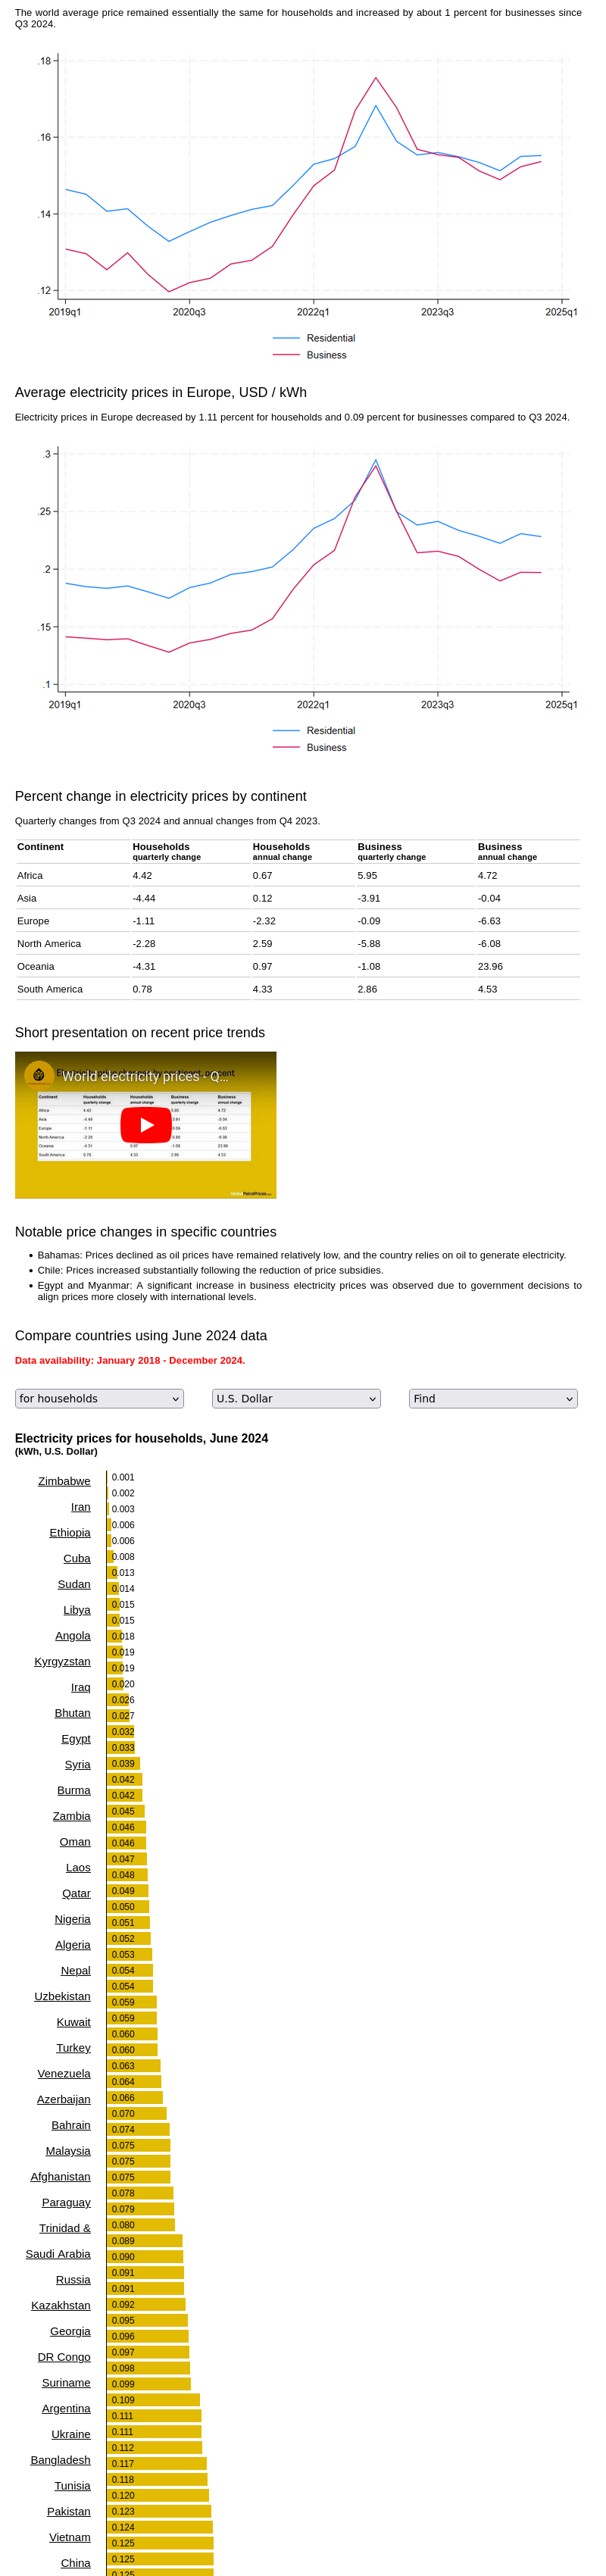 The world average price remained essentially the same for households and increased by about 1 percent for businesses since
Q3 2024.
.18
.16
.14
.12
2019q1 2020q3 2022q1 2023q3 2025q1
Residential
Business
Average electricity prices in Europe, USD / kWh
Electricity prices in Europe decreased by 1.11 percent for households and 0.09 percent for businesses compared to Q3 2024.
.3
.25
.2
.15
.1
2019q1 2020q3 2022q1 2023q3 2025q1
Residential
Business
Percent change in electricity prices by continent
Quarterly changes from Q3 2024 and annual changes from Q4 2023.
Continent Households Households Business Business
quarterly change annual change quarterly change annual change
Africa 4.42 0.67 5.95 4.72
Asia -4.44 0.12 -3.91 -0.04
Europe -1.11 -2.32 -0.09 -6.63
North America -2.28 2.59 -5.88 -6.08
Oceania -4.31 0.97 -1.08 23.96
South America 0.78 4.33 2.86 4.53
Short presentation on recent price trends
World electricity prices - Q...
Notable price changes in specific countries
• Bahamas: Prices declined as oil prices have remained relatively low, and the country relies on oil to generate electricity.
• Chile: Prices increased substantially following the reduction of price subsidies.
• Egypt and Myanmar: A significant increase in business electricity prices was observed due to government decisions to
align prices more closely with international levels.
Compare countries using June 2024 data
Data availability: January 2018 - December 2024.
for households U.S. Dollar Find
Electricity prices for households, June 2024
(kWh, U.S. Dollar)
Zimbabwe
Iran
Ethiopia
Cuba
Sudan
Libya
Angola
Kyrgyzstan
Iraq
Bhutan
Egypt
Syria
Burma
Zambia
Oman
Laos
Qatar
Nigeria
Algeria
Nepal
Uzbekistan
Kuwait
Turkey
Venezuela
Azerbaijan
Bahrain
Malaysia
Afghanistan
Paraguay
Trinidad &
Saudi Arabia
Russia
Kazakhstan
Georgia
DR Congo
Suriname
Argentina
Ukraine
Bangladesh
Tunisia
Pakistan
Vietnam
China
0.001
0.002
0.003
0.006
0.006
0.008
0.013
0.014
0.015
0.015
0.018
0.019
0.019
0.020
0.026
0.027
0.032
0.033
0.039
0.042
0.042
0.045
0.046
0.046
0.047
0.048
0.049
0.050
0.051
0.052
0.053
0.054
0.054
0.059
0.059
0.060
0.060
0.063
0.064
0.066
0.070
0.074
0.075
0.075
0.075
0.078
0.079
0.080
0.089
0.090
0.091
0.091
0.092
0.095
0.096
0.097
0.098
0.099
0.109
0.111
0.111
0.112
0.117
0.118
0.120
0.123
0.124
0.125
0.125
0.125